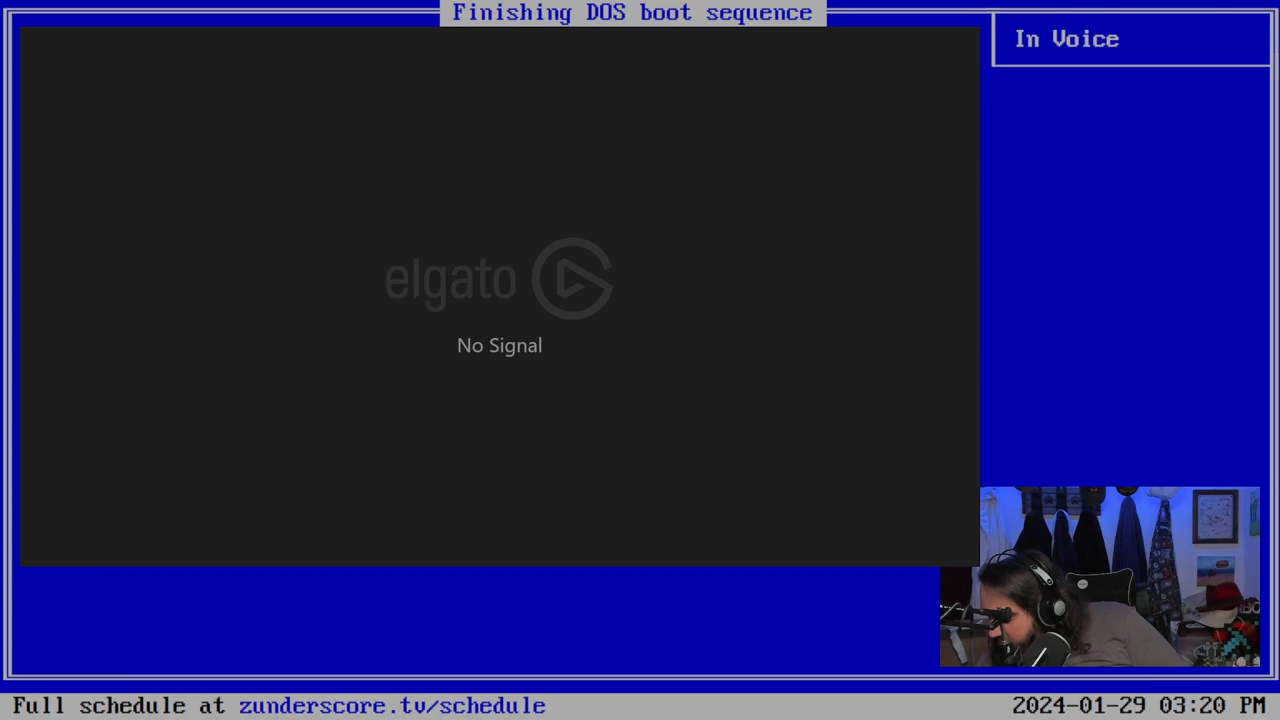 Finishing DOS boot sequence
In Voice
elgato
No Signal
Full schedule at zunderscore.tv/schedule
2024-01-29 03:20 PM